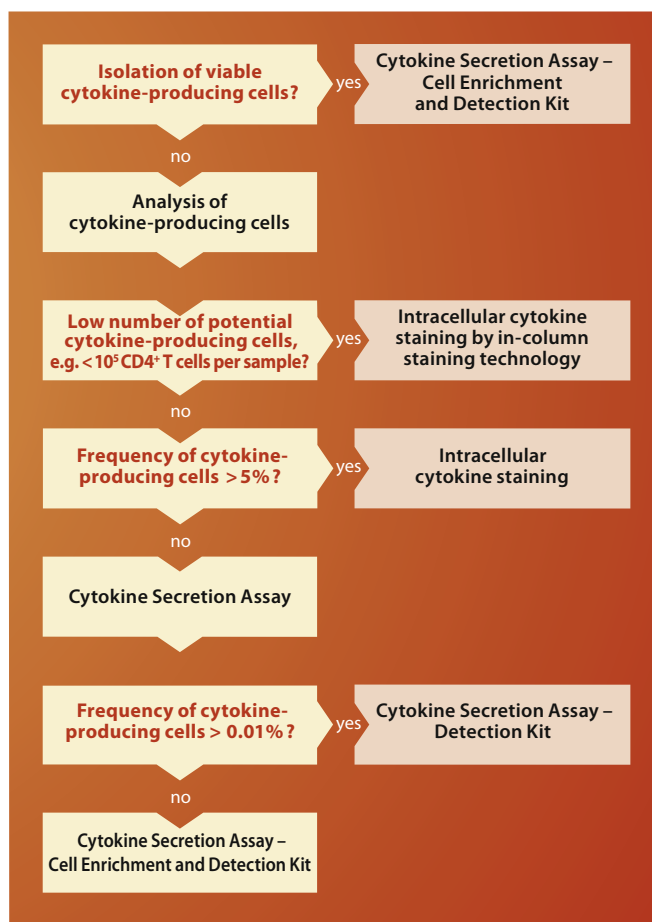 Isolation of viable
cytokine-producing cells?
yes
Cytokine Secretion Assay –
Cell Enrichment
and Detection Kit
no
Analysis of
cytokine-producing cells
Low number of potential
cytokine-producing cells,
e.g. < 10⁵ CD4⁺ T cells per sample?
yes
Intracellular cytokine
staining by in-column
staining technology
no
Frequency of cytokine-
producing cells > 5%?
yes
Intracellular
cytokine staining
no
Cytokine Secretion Assay
Frequency of cytokine-
producing cells > 0.01%?
yes
Cytokine Secretion Assay –
Detection Kit
no
Cytokine Secretion Assay –
Cell Enrichment and Detection Kit